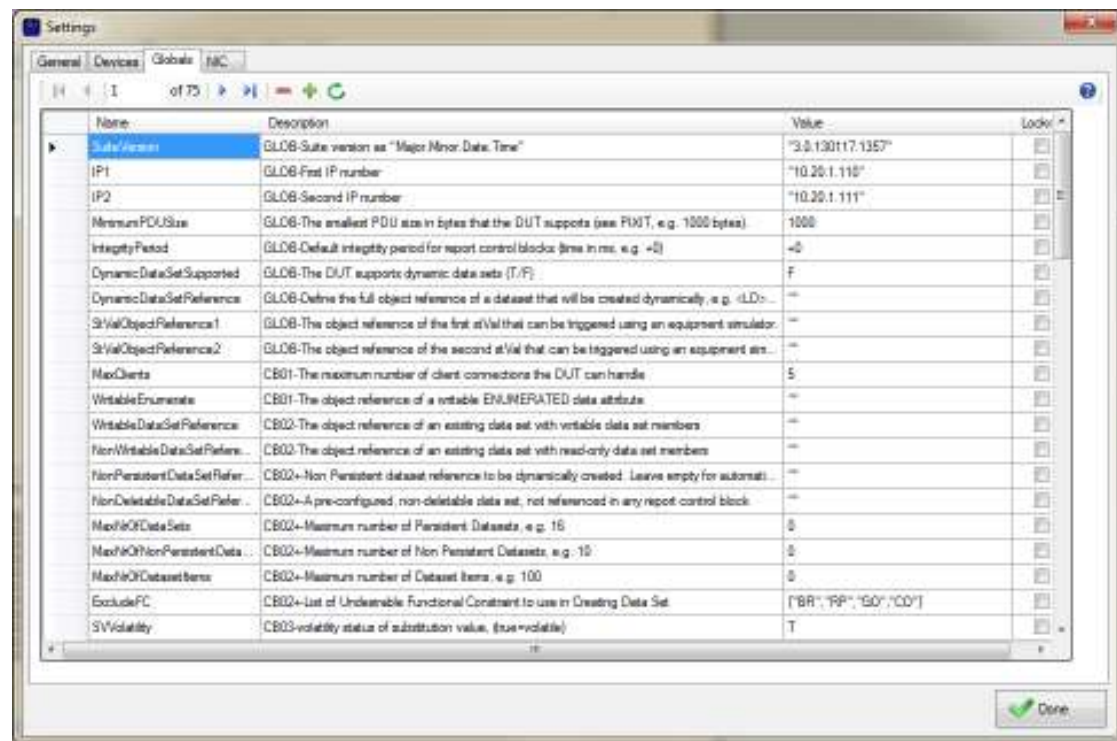 Settings
General Devices Globals NIC
1 of 75
Name Description Value Locke
SuiteVersion GLOB-Suite version as "Major.Minor.Date.Time" "3.0.130117.1357"
IP1 GLOB-First IP number "10.20.1.110"
IP2 GLOB-Second IP number "10.20.1.111"
MinimumPDUSize GLOB-The smallest PDU size in bytes that the DUT supports (see PIXIT, e.g. 1000 bytes). 1000
IntegrityPeriod GLOB-Default integtity period for report control blocks (time in ms, e.g. +0) +0
DynamicDataSetSupported GLOB-The DUT supports dynamic data sets (T/F) F
DynamicDataSetReference GLOB-Define the full object reference of a dataset that will be created dynamically, e.g. <LD>... ""
StValObjectReference1 GLOB-The object reference of the first stVal that can be triggered using an equipment simulator. ""
StValObjectReference2 GLOB-The object reference of the second stVal that can be triggered using an equipment sim... ""
MaxClients CB01-The maximum number of client connections the DUT can handle 5
WritableEnumerate CB01-The object reference of a writable ENUMERATED data attribute ""
WritableDataSetReference CB02-The object reference of an existing data set with writable data set members ""
NonWritableDataSetRefere... CB02-The object reference of an existing data set with read-only data set members ""
NonPersistentDataSetRefer... CB02+-Non Persistent dataset reference to be dynamically created. Leave empty for automati... ""
NonDeletableDataSetRefer... CB02+-A pre-configured, non-deletable data set, not referenced in any report control block ""
MaxNrOfDataSets CB02+-Maximum number of Persistent Datasets, e.g. 16 0
MaxNrOfNonPersistentData... CB02+-Maximum number of Non Persistent Datasets, e.g. 10 0
MaxNrOfDatasetItems CB02+-Maximum number of Dataset Items, e.g. 100 0
ExcludeFC CB02+-List of Undesirable Functional Constraint to use in Creating Data Set ["BR","RP","GO","CO"]
SVVolatility CB03-volatility status of substitution value, (true=volatile) T
Done